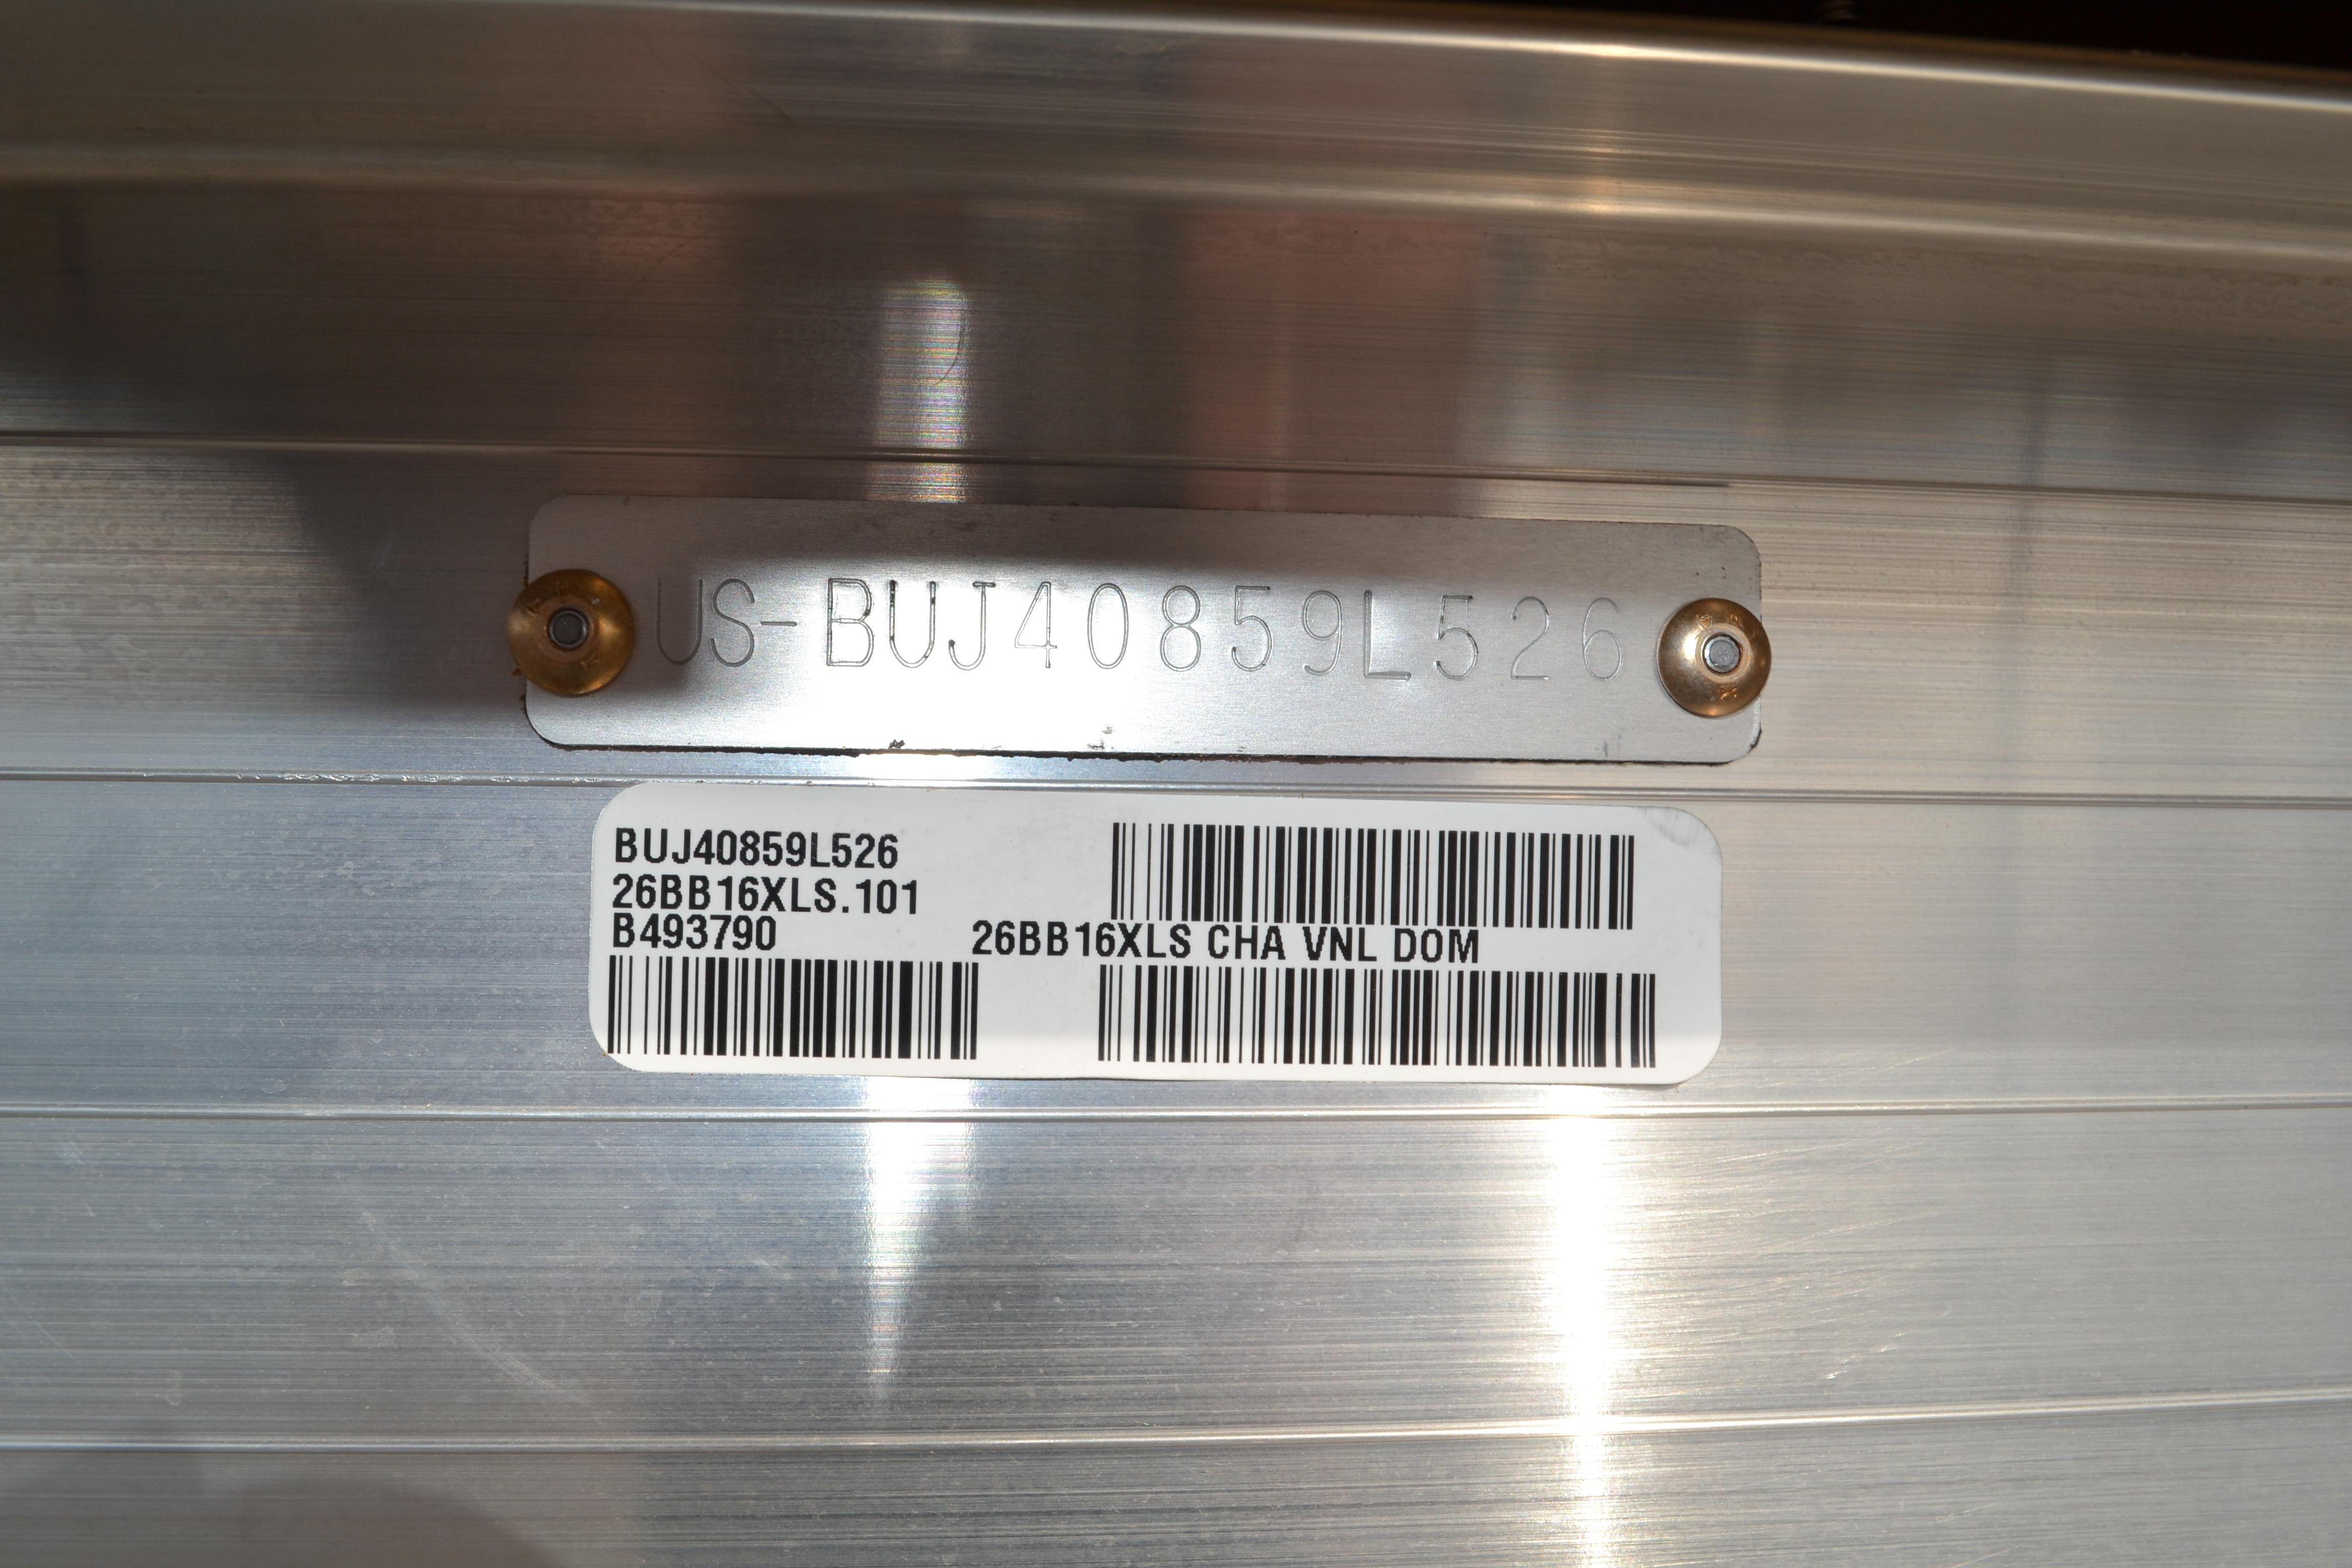 US-BUJ40859L526
BUJ40859L526
26BB16XLS.101
B493790
26BB16XLS CHA VNL DOM